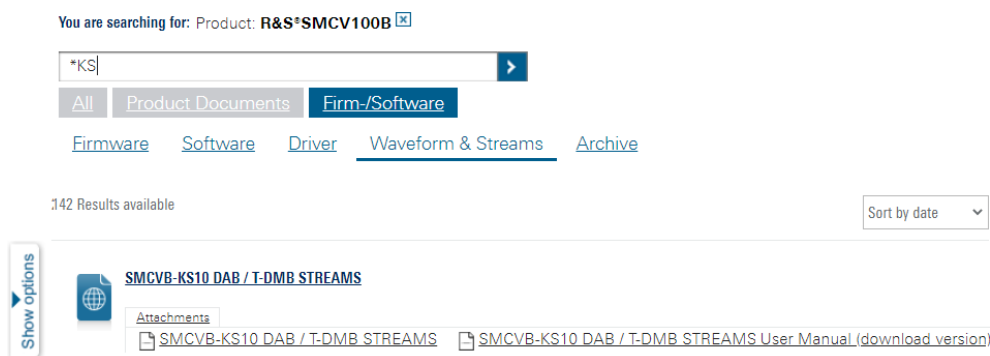 You are searching for: Product: R&S®SMCV100B
*KS
All Product Documents Firm-/Software
Firmware Software Driver Waveform & Streams Archive
142 Results available
Sort by date
Show options
SMCVB-KS10 DAB / T-DMB STREAMS
Attachments
SMCVB-KS10 DAB / T-DMB STREAMS SMCVB-KS10 DAB / T-DMB STREAMS User Manual (download version)